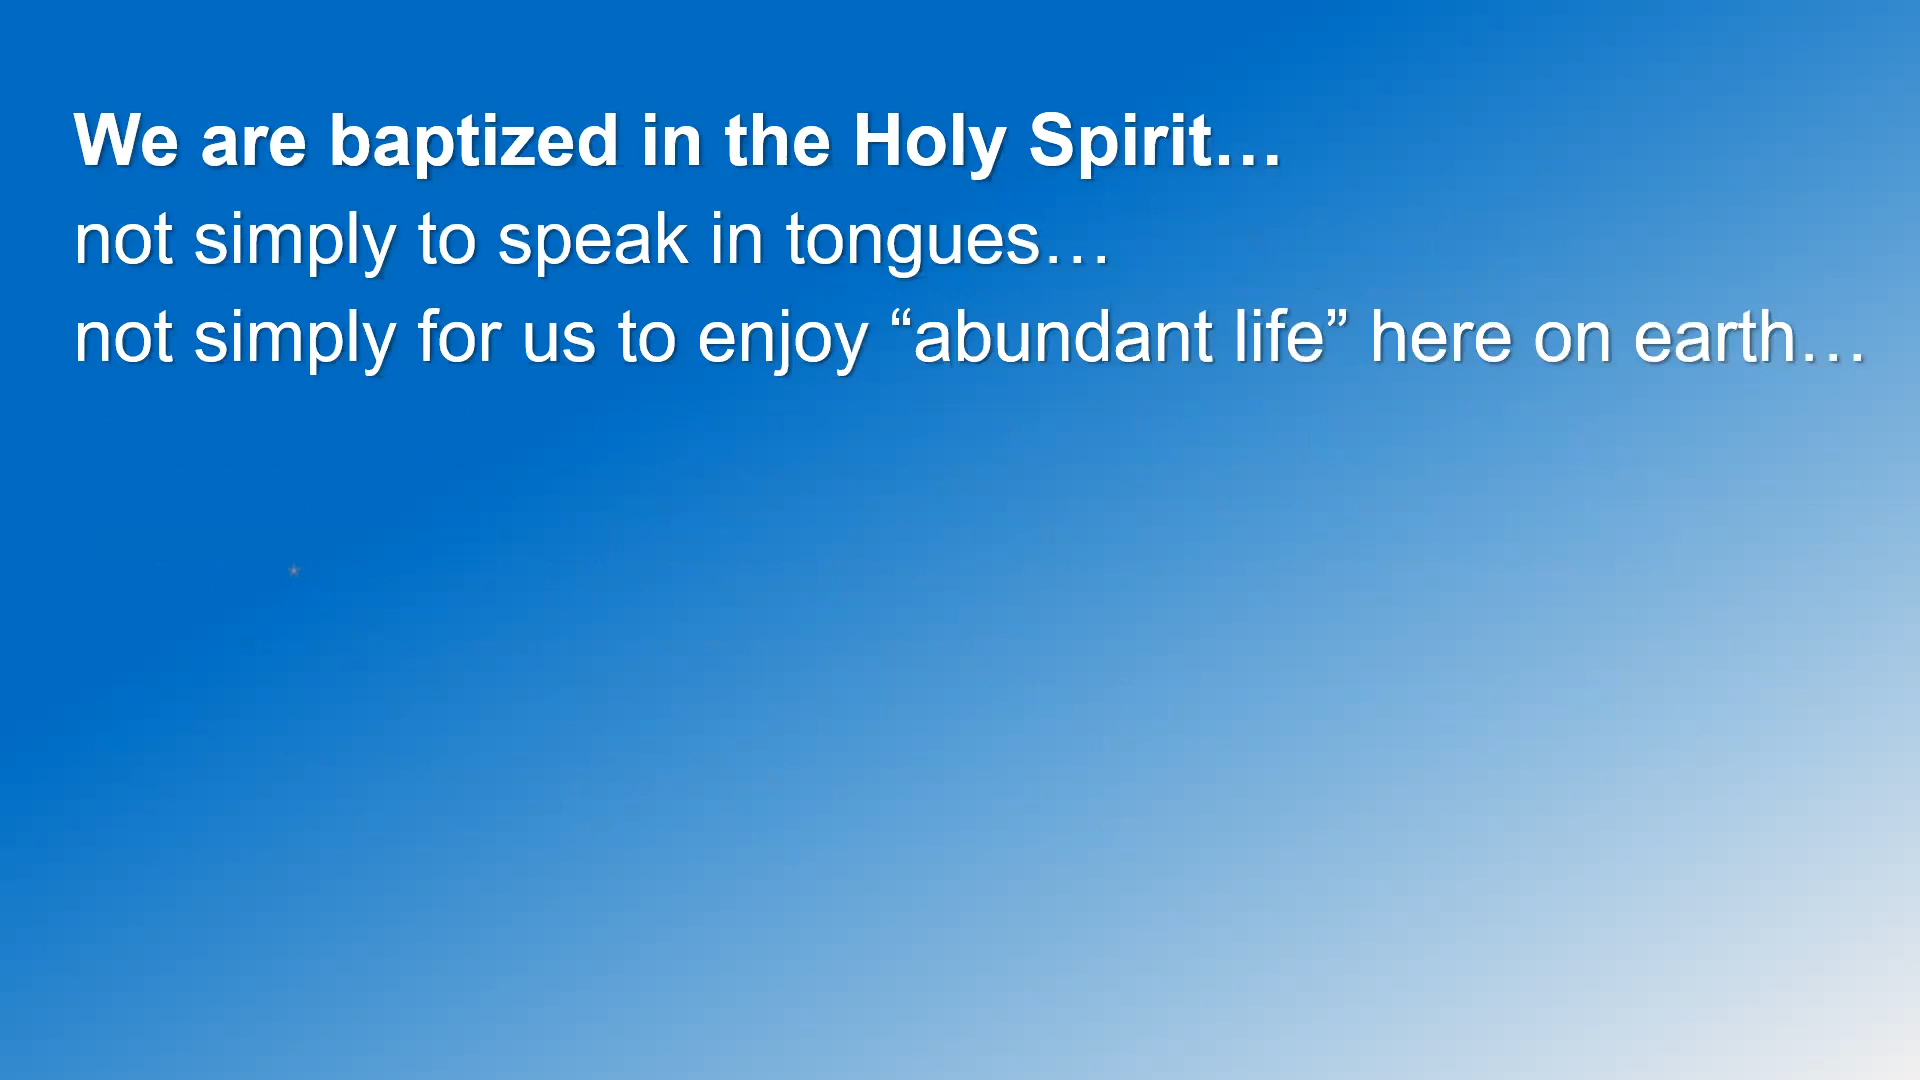 We are baptized in the Holy Spirit…
not simply to speak in tongues…
not simply for us to enjoy “abundant life” here on earth…